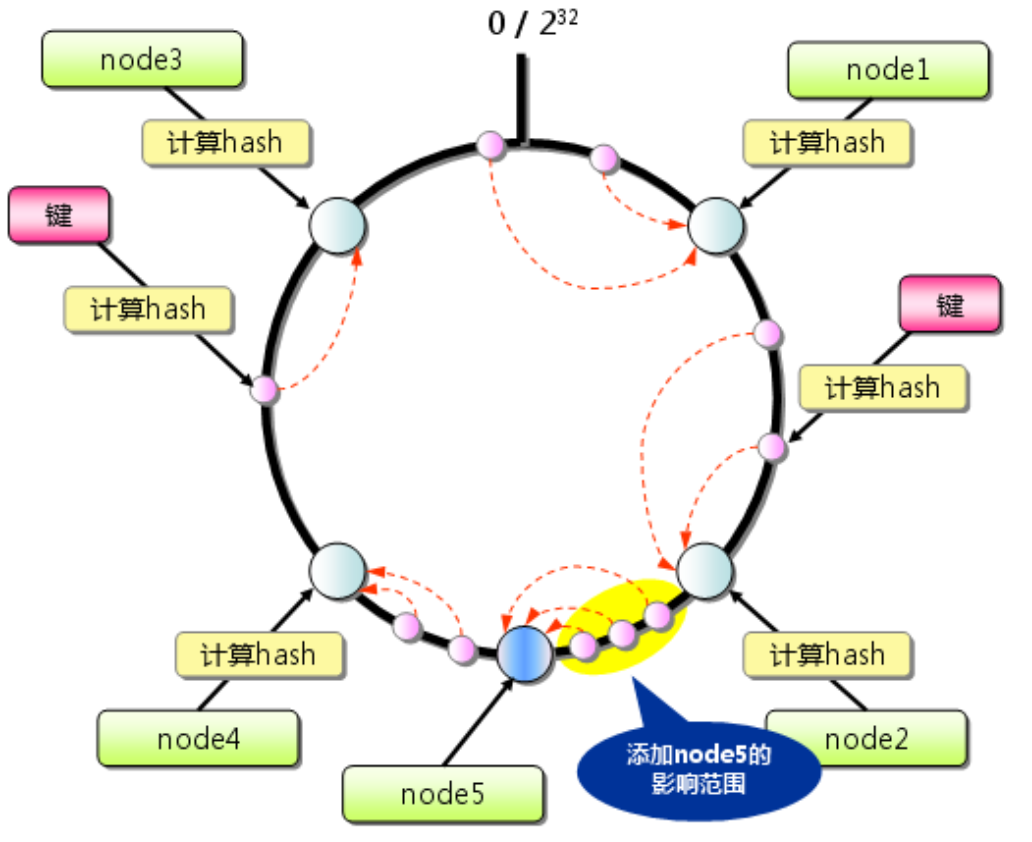 0 / 2³²
node3
node1
计算hash
计算hash
键
键
计算hash
计算hash
计算hash
计算hash
node4
node2
添加node5的
影响范围
node5